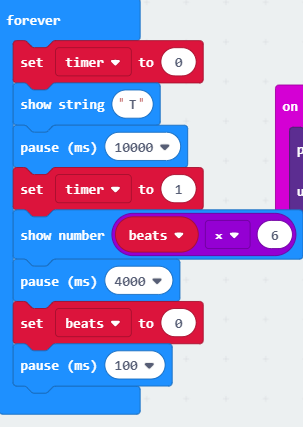 forever
set timer to 0
show string "T"
pause (ms) 10000
on
set timer to 1
show number beats x 6
pause (ms) 4000
set beats to 0
pause (ms) 100